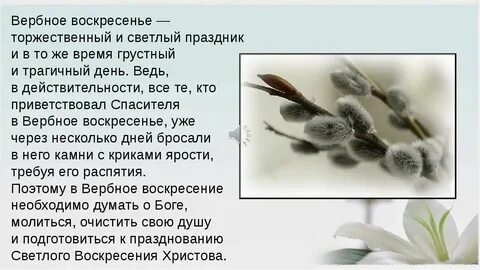 Вербное воскресенье —
торжественный и светлый праздник
и в то же время грустный
и трагичный день. Ведь,
в действительности, все те, кто
приветствовал Спасителя
в Вербное воскресенье, уже
через несколько дней бросали
в него камни с криками ярости,
требуя его распятия.
Поэтому в Вербное воскресение
необходимо думать о Боге,
молиться, очистить свою душу
и подготовиться к празднованию
Светлого Воскресения Христова.